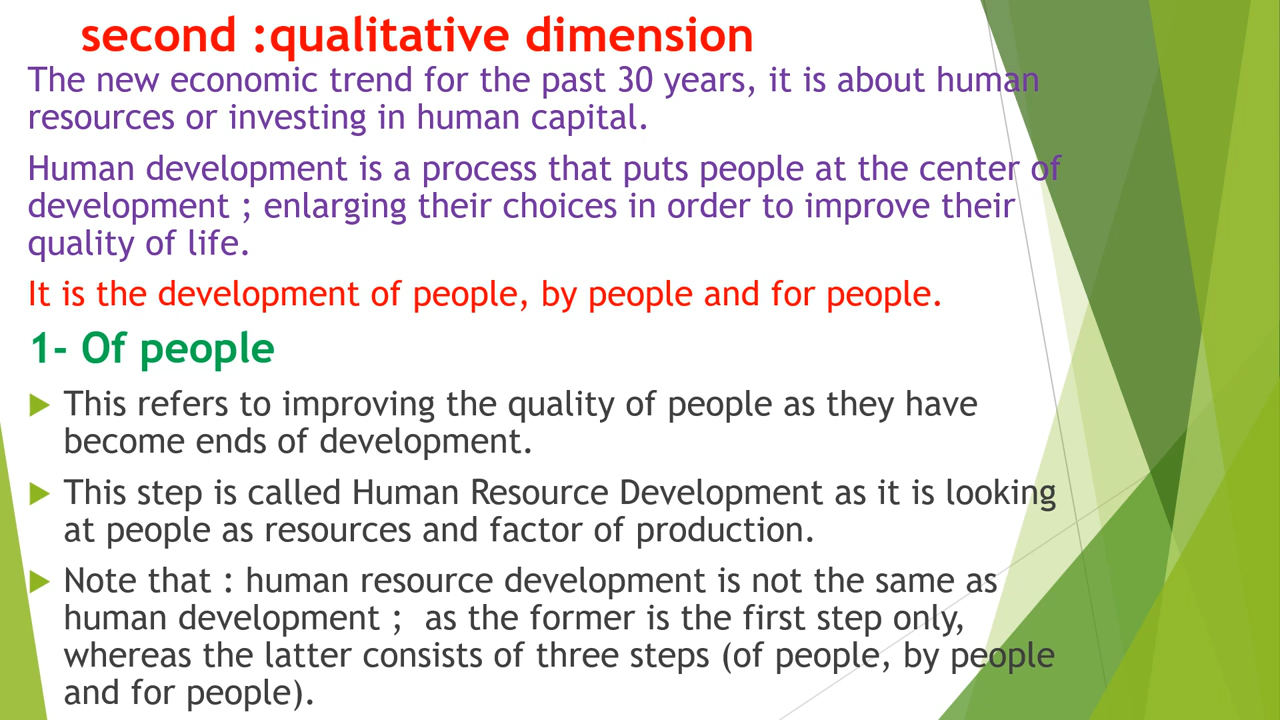 second :qualitative dimension
The new economic trend for the past 30 years, it is about human
resources or investing in human capital.
Human development is a process that puts people at the center of
development ; enlarging their choices in order to improve their
quality of life.
It is the development of people, by people and for people.
1- Of people
This refers to improving the quality of people as they have
become ends of development.
This step is called Human Resource Development as it is looking
at people as resources and factor of production.
Note that : human resource development is not the same as
human development ;  as the former is the first step only,
whereas the latter consists of three steps (of people, by people
and for people).